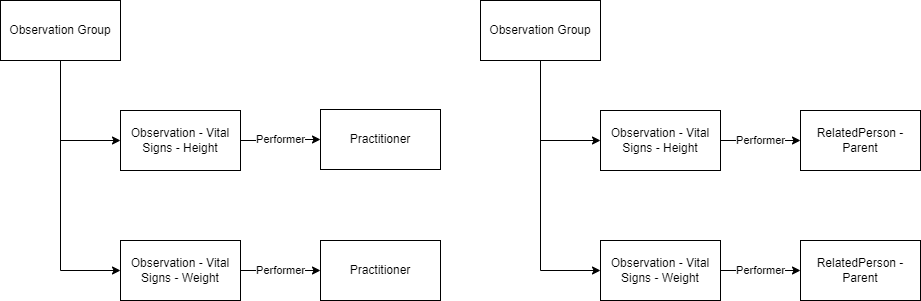 Observation Group
Observation - Vital
Signs - Height
Performer
Practitioner
Observation - Vital
Signs - Weight
Performer
Practitioner
Observation Group
Observation - Vital
Signs - Height
Performer
RelatedPerson -
Parent
Observation - Vital
Signs - Weight
Performer
RelatedPerson -
Parent